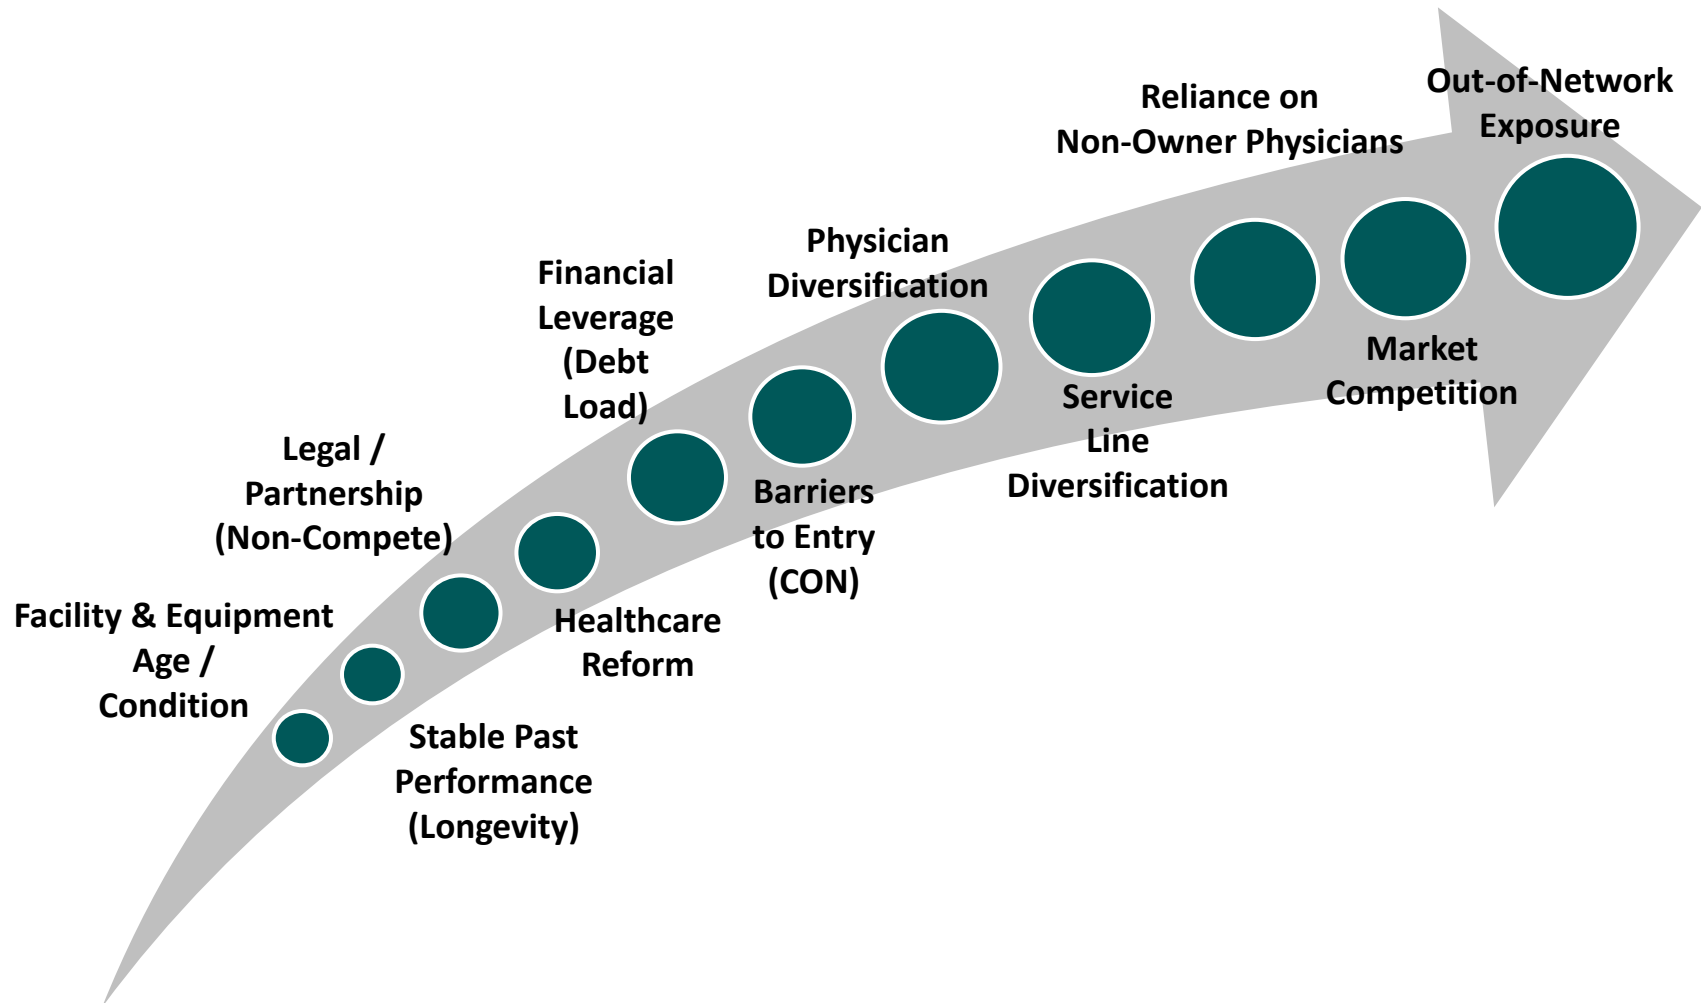 Facility & Equipment
Age /
Condition
Stable Past
Performance
(Longevity)
Legal /
Partnership
(Non-Compete)
Healthcare
Reform
Financial
Leverage
(Debt
Load)
Barriers
to Entry
(CON)
Physician
Diversification
Service
Line
Diversification
Reliance on
Non-Owner Physicians
Market
Competition
Out-of-Network
Exposure